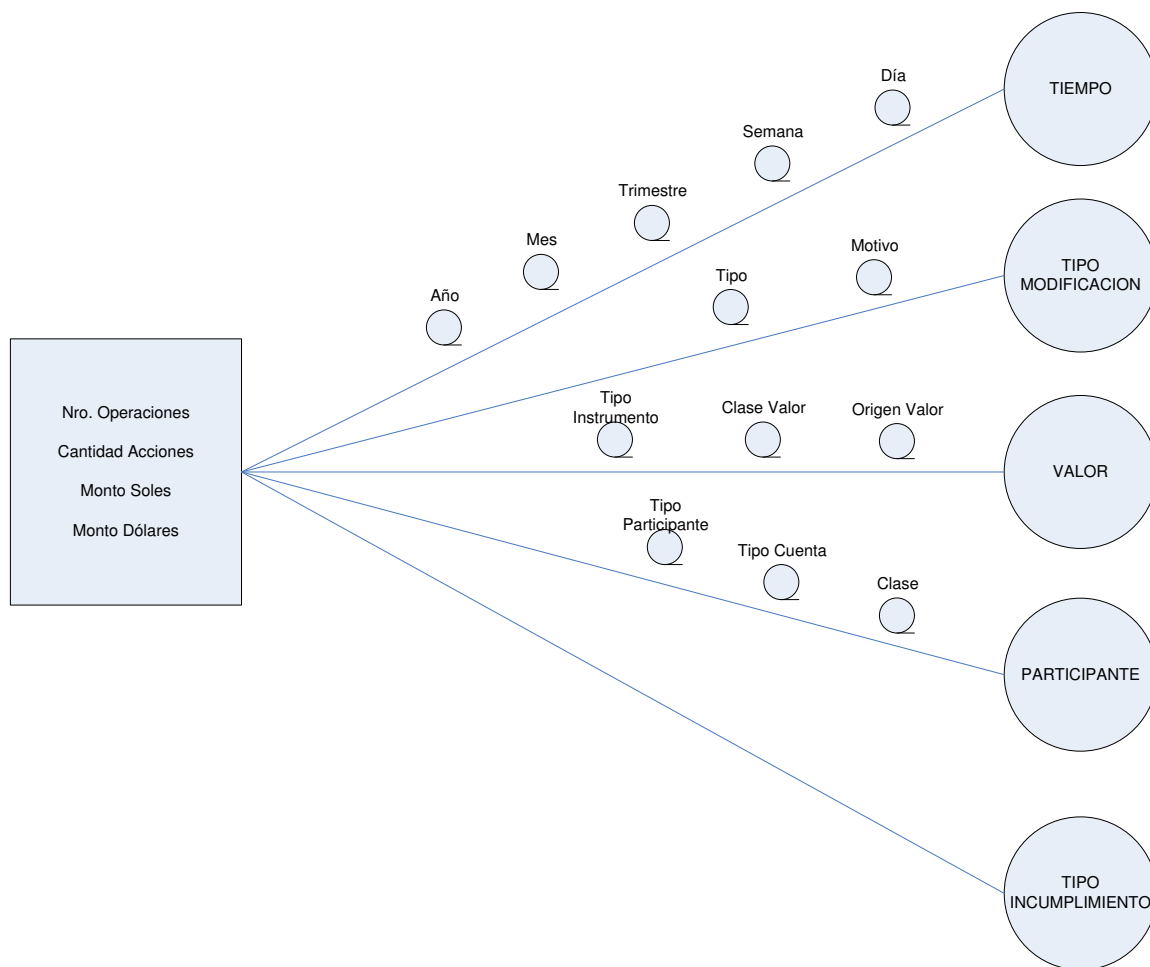 Día
TIEMPO
Semana
Trimestre
Mes
Año
Motivo
Tipo
TIPO
MODIFICACION
Nro. Operaciones
Cantidad Acciones
Monto Soles
Monto Dólares
Tipo
Instrumento
Clase Valor
Origen Valor
VALOR
Tipo
Participante
Tipo Cuenta
Clase
PARTICIPANTE
TIPO
INCUMPLIMIENTO